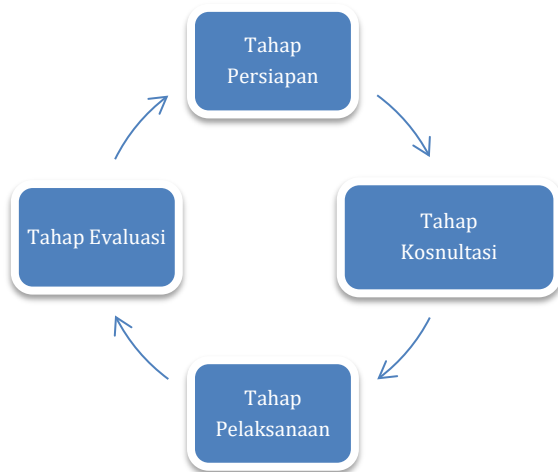 Tahap
Persiapan
Tahap
Kosnultasi
Tahap
Pelaksanaan
Tahap Evaluasi